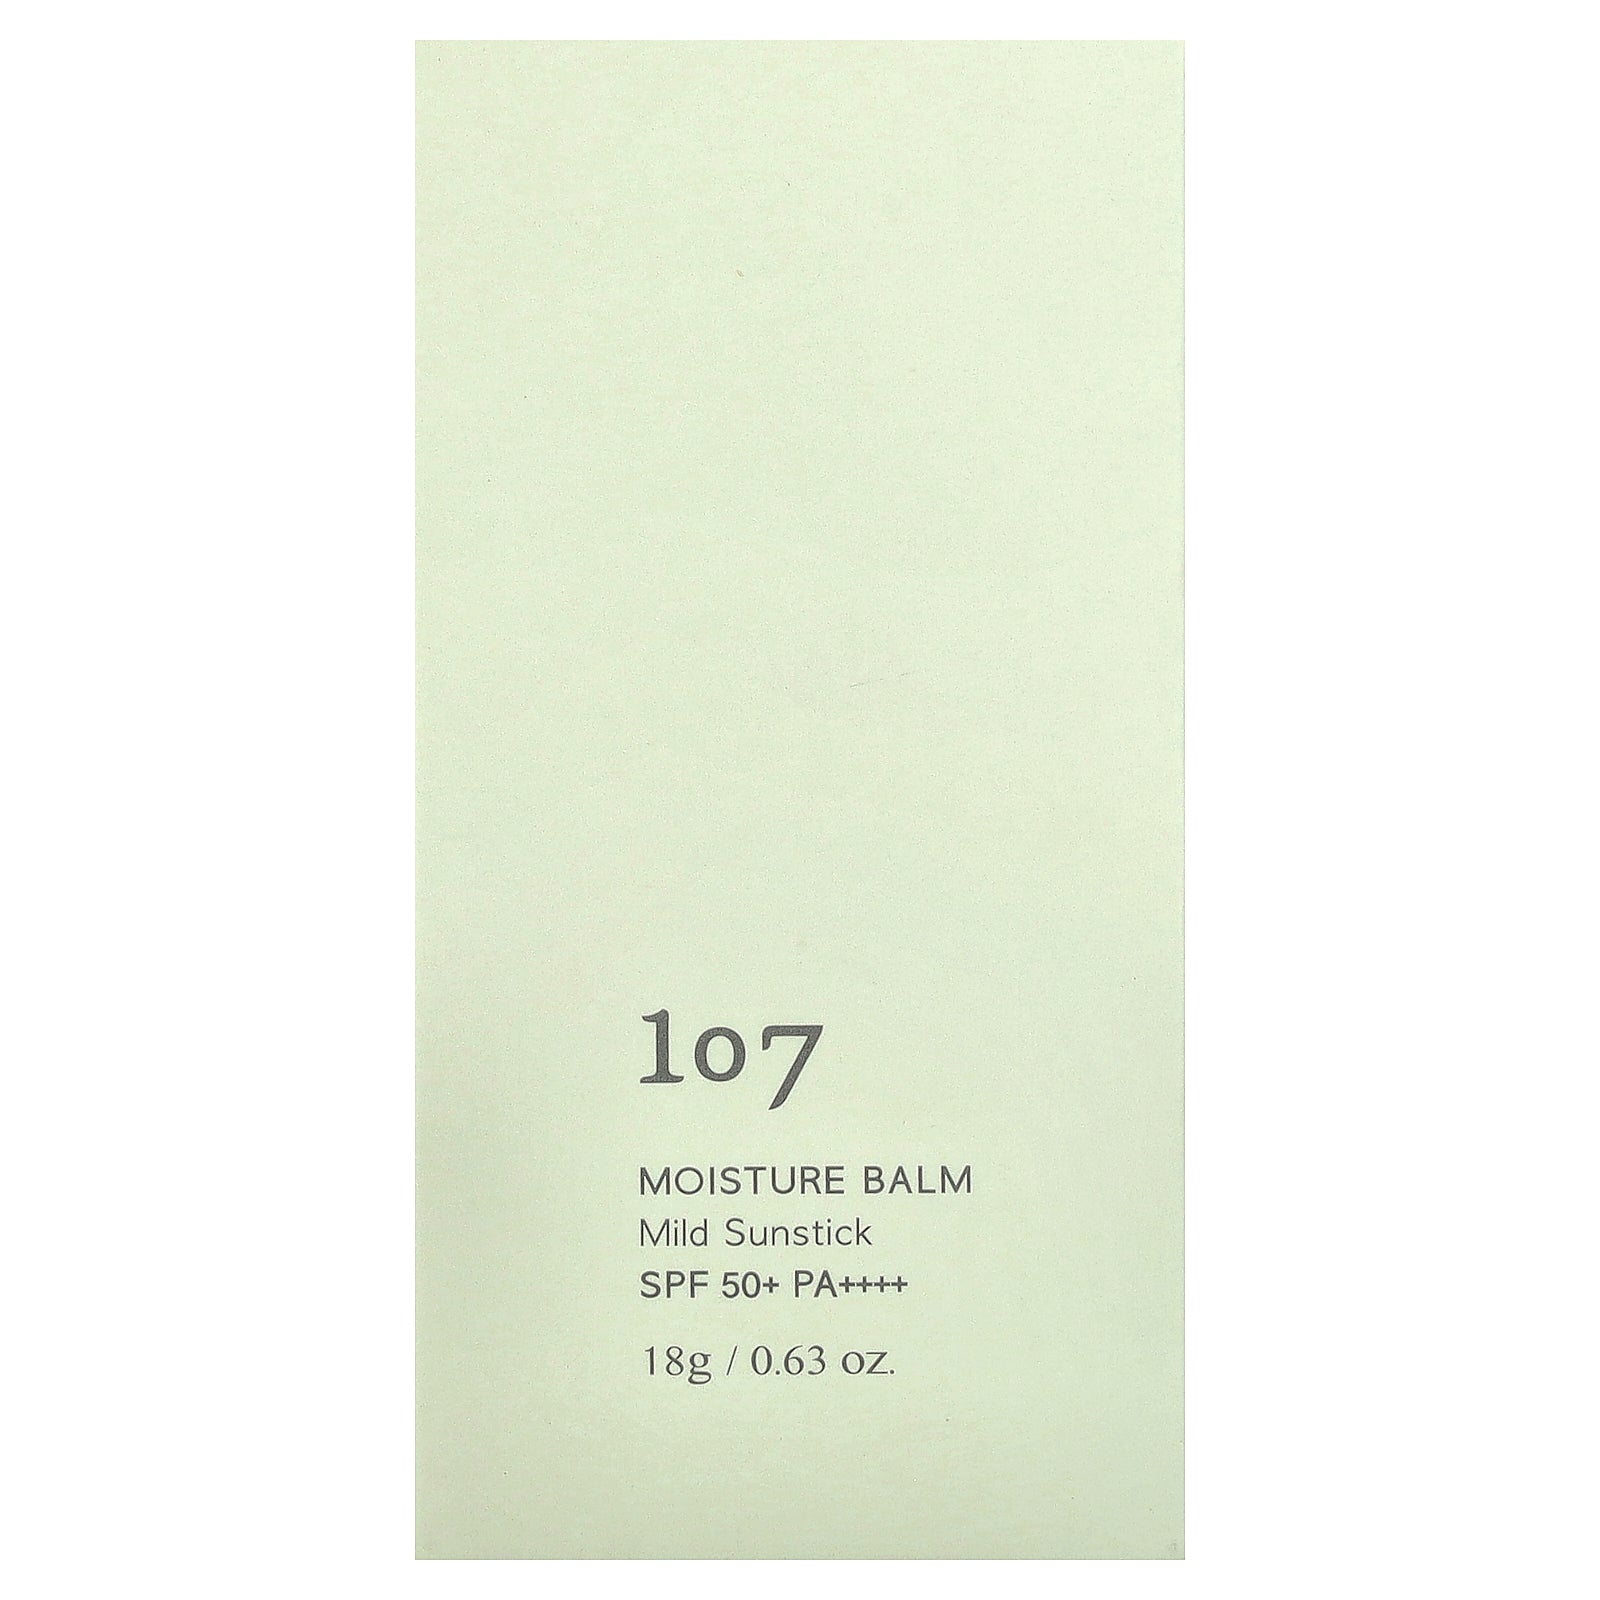 107
MOISTURE BALM
Mild Sunstick
SPF 50+ PA++++
18g / 0.63 oz.